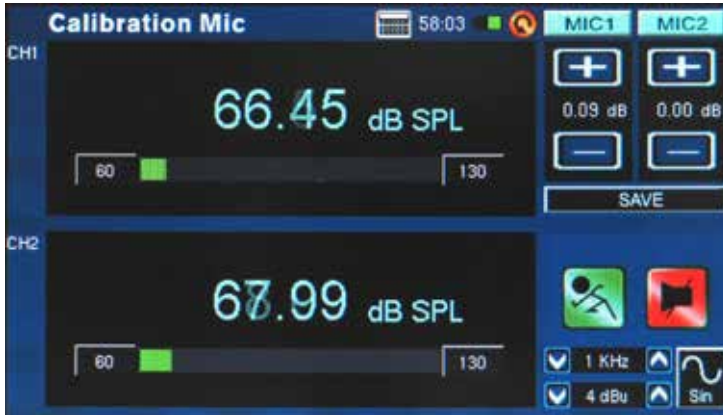 Calibration Mic
58:03
MIC1 MIC2
CH1
66.45 dB SPL
0.09 dB 0.00 dB
60 130
SAVE
CH2
dB SPL
60 130
1 KHz
4 dBu
Sin